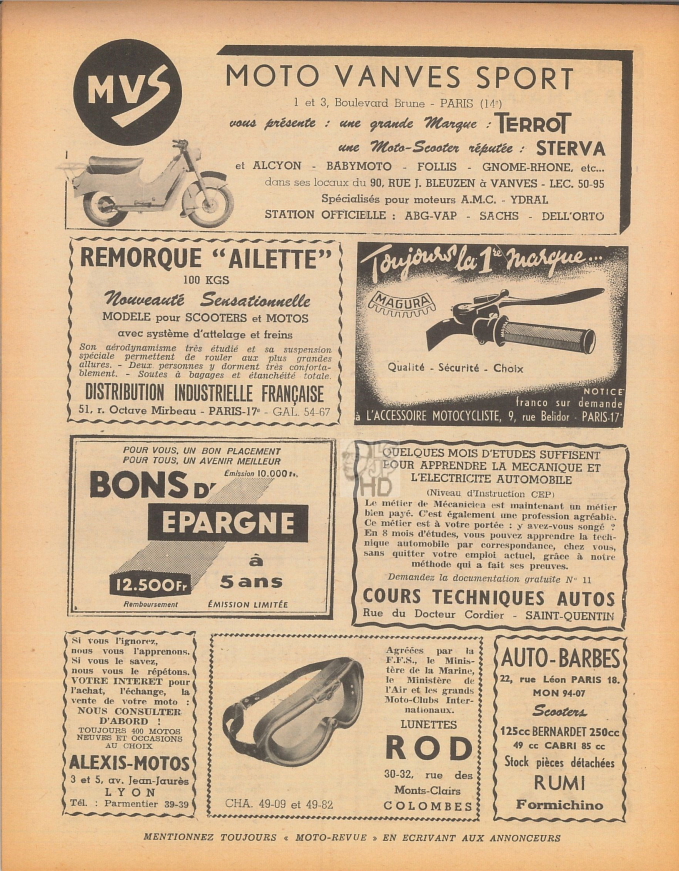 MVS
MOTO VANVES SPORT
1 et 3, Boulevard Brune - PARIS (14e)
vous présente : une grande Marque : TERROT
une Moto-Scooter réputée : STERVA
et ALCYON - BABYMOTO - FOLLIS - GNOME-RHONE, etc...
dans ses locaux du 90, RUE J. BLEUZEN à VANVES - LEC. 50-95
Spécialisés pour moteurs A.M.C. - YDRAL
STATION OFFICIELLE : ABG-VAP - SACHS - DELL'ORTO
REMORQUE "AILETTE"
100 KGS
Nouveauté Sensationnelle
MODELE pour SCOOTERS et MOTOS
avec système d'attelage et freins
Son aérodynamisme très étudié et sa suspension
spéciale permettent de rouler aux plus grandes
allures. - Deux personnes y dorment très conforta-
blement. - Soutes à bagages et étanchéité totale.
DISTRIBUTION INDUSTRIELLE FRANÇAISE
51, r. Octave Mirbeau - PARIS-17e - GAL. 54-67
Toujours la 1re marque...
MAGURA
Qualité - Sécurité - Choix
NOTICE
franco sur demande
à L'ACCESSOIRE MOTOCYCLISTE, 9, rue Belidor - PARIS-17e
POUR VOUS, UN BON PLACEMENT
POUR TOUS, UN AVENIR MEILLEUR
Émission 10.000 Fr.
BONS D'
EPARGNE
à
5 ans
12.500Fr
Remboursement
ÉMISSION LIMITÉE
QUELQUES MOIS D'ETUDES SUFFISENT
POUR APPRENDRE LA MECANIQUE ET
L'ELECTRICITE AUTOMOBILE
(Niveau d'Instruction CEP)
Le métier de Mécanicien est maintenant un métier
bien payé. C'est également une profession agréable.
Ce métier est à votre portée : y avez-vous songé ?
En 8 mois d'études, vous pouvez apprendre la tech-
nique automobile par correspondance, chez vous,
sans quitter votre emploi actuel, grâce à notre
méthode qui a fait ses preuves.
Demandez la documentation gratuite N° 11
COURS TECHNIQUES AUTOS
Rue du Docteur Cordier - SAINT-QUENTIN
Si vous l'ignorez,
nous vous l'apprenons.
Si vous le savez,
nous vous le répétons.
VOTRE INTERET pour
l'achat, l'échange, la
vente de votre moto :
NOUS CONSULTER
D'ABORD !
TOUJOURS 400 MOTOS
NEUVES ET OCCASIONS
AU CHOIX
ALEXIS-MOTOS
3 et 5, av. Jean-Jaurès
LYON
Tél. : Parmentier 39-39
Agréées par la
F.F.S., le Minis-
tère de la Marine,
le Ministère de
l'Air et les grands
Moto-Clubs Inter-
nationaux.
LUNETTES
ROD
30-32, rue des
Monts-Clairs
COLOMBES
CHA. 49-09 et 49-82
AUTO-BARBES
22, rue Léon PARIS 18.
MON 94-07
Scooters
125cc BERNARDET 250cc
49 cc CABRI 85 cc
Stock pièces détachées
RUMI
Formichino
MENTIONNEZ TOUJOURS « MOTO-REVUE » EN ECRIVANT AUX ANNONCEURS